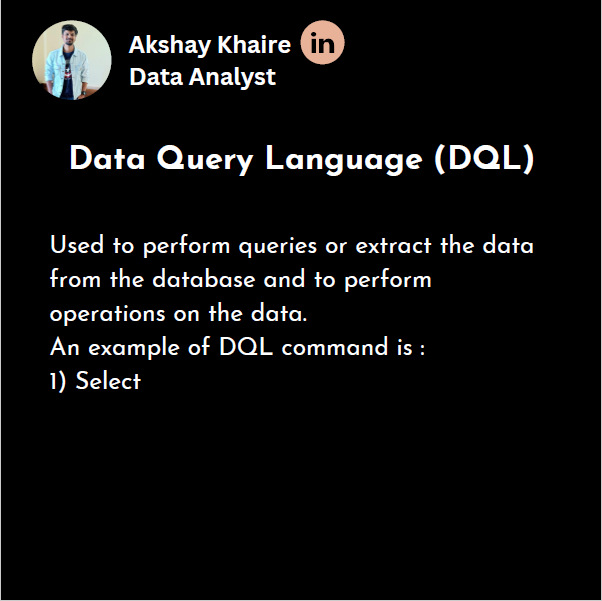 Akshay Khaire in
Data Analyst
Data Query Language (DQL)
Used to perform queries or extract the data
from the database and to perform
operations on the data.
An example of DQL command is :
1) Select